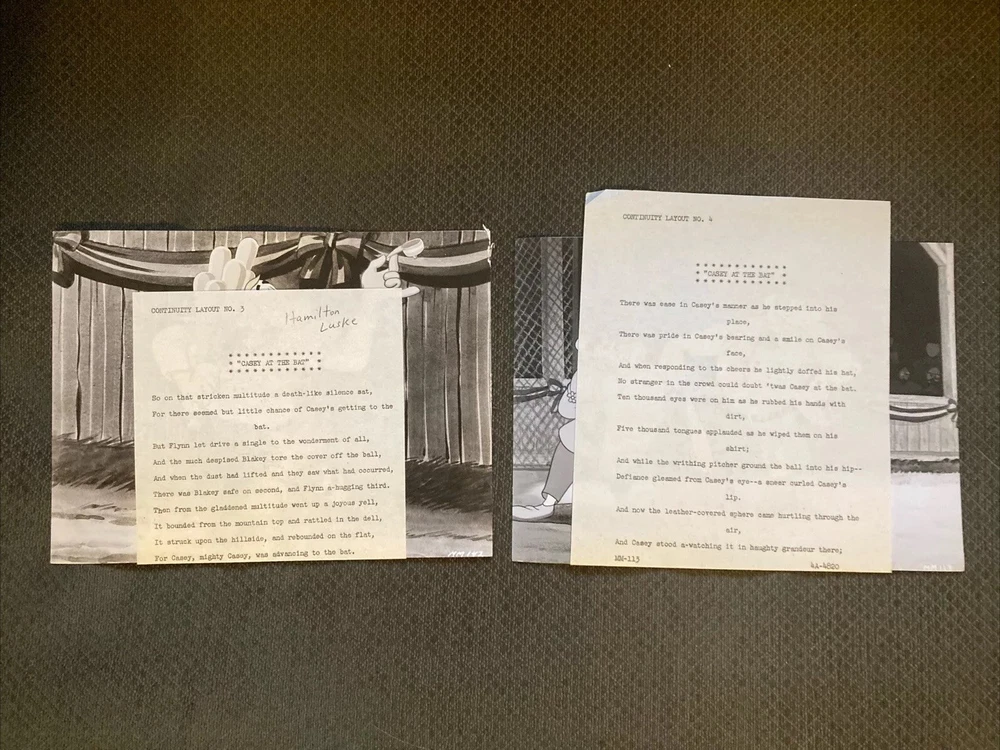 CONTINUITY LAYOUT NO. 3
Hamilton
Luske
* * * * * * * * * * * *
* "CASEY AT THE BAT" *
* * * * * * * * * * * *
So on that stricken multitude a death-like silence sat,
For there seemed but little chance of Casey's getting to the
bat.
But Flynn let drive a single to the wonderment of all,
And the much despised Blakey tore the cover off the ball,
And when the dust had lifted and they saw what had occurred,
There was Blakey safe on second, and Flynn a-hugging third.
Then from the gladdened multitude went up a joyous yell,
It bounded from the mountain top and rattled in the dell,
It struck upon the hillside, and rebounded on the flat,
For Casey, mighty Casey, was advancing to the bat.
CONTINUITY LAYOUT NO. 4
* * * * * * * * * * * *
* "CASEY AT THE BAT" *
* * * * * * * * * * * *
There was ease in Casey's manner as he stepped into his
place,
There was pride in Casey's bearing and a smile on Casey's
face,
And when responding to the cheers he lightly doffed his hat,
No stranger in the crowd could doubt 'twas Casey at the bat.
Ten thousand eyes were on him as he rubbed his hands with
dirt,
Five thousand tongues applauded as he wiped them on his
shirt;
And while the writhing pitcher ground the ball into his hip--
Defiance gleamed from Casey's eye--a sneer curled Casey's
lip.
And now the leather-covered sphere came hurtling through the
air,
And Casey stood a-watching it in haughty grandeur there;
MM-113
4A-4820